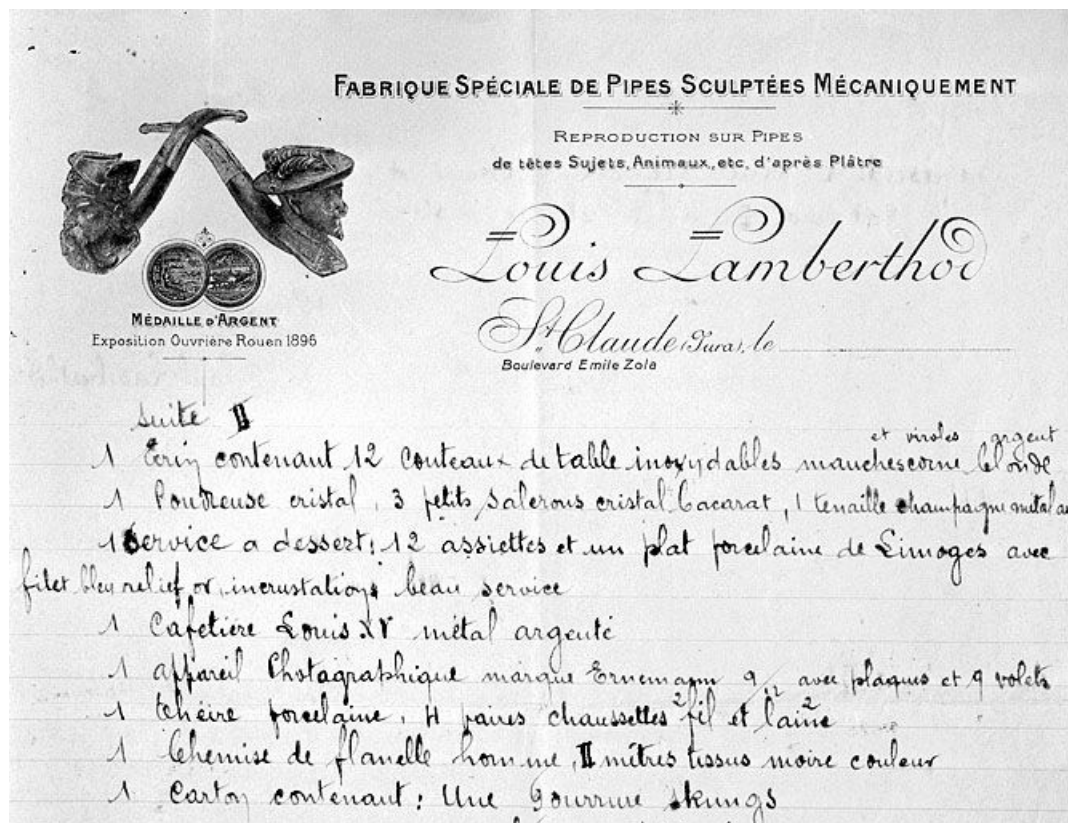 FABRIQUE SPÉCIALE DE PIPES SCULPTÉES MÉCANIQUEMENT
REPRODUCTION SUR PIPES
de têtes Sujets, Animaux, etc, d'après Plâtre
Louis Lamberthod
St Claude (Jura), le
Boulevard Emile Zola
MÉDAILLE D'ARGENT
Exposition Ouvrière Rouen 1896
suite II
et viroles argent
1 Ecrin contenant 12 Couteaux de table inoxydables manches corne blonde
1 Poudreuse cristal, 3 petits Salerons cristal Bacarat, 1 tenaille champagne métal
1 Service a dessert: 12 assiettes et un plat porcelaine de Limoges avec
filet bleu relief or, incrustations beau service
1 Cafetière Louis XV métal argenté
1 appareil Photographique marque Ernemann 9/12 avec plaques et 9 volets
1 théire porcelaine, 4 paires chaussettes 2 fil et 2 laine
1 Chemise de flanelle homme, II mètres tissus moire couleur
1 Carton contenant: Une skungs